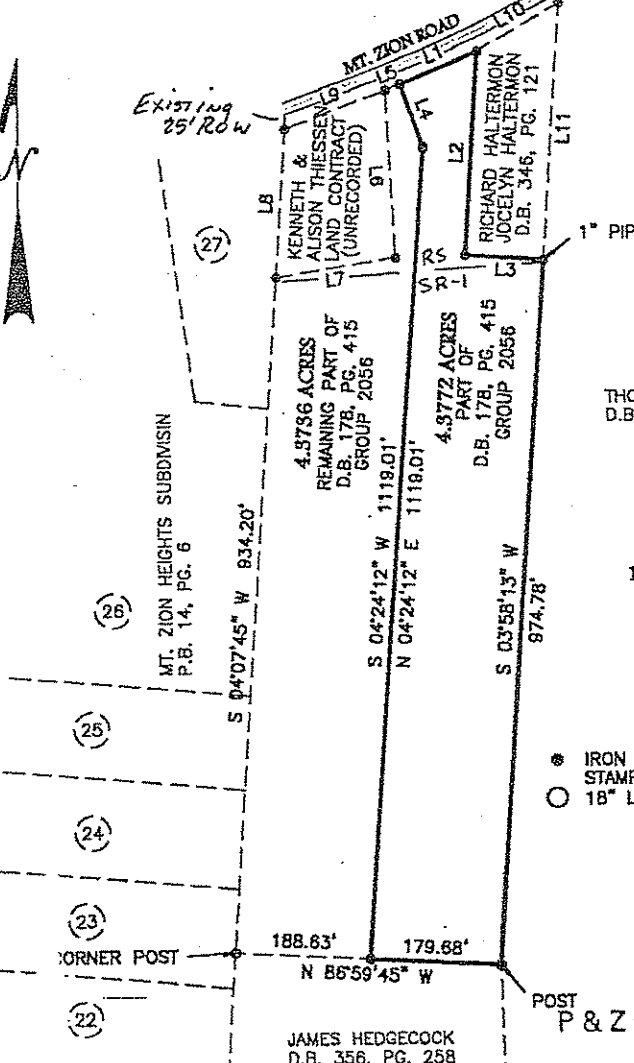 L10
MT. ZION ROAD
L1
L5
L9
Existing
25' ROW
N
L4
L2
L11
L6
L8
RICHARD HALTERMON
JOCELYN HALTERMON
D.B. 346, PG. 121
KENNETH &
ALISON THIESSEN
LAND CONTRACT
(UNRECORDED)
27
1" PIP
L7
RS
SR-1
L3
4.3736 ACRES
REMAINING PART OF
D.B. 178, PG. 415
GROUP 2056
4.3772 ACRES
PART OF
D.B. 178, PG. 415
GROUP 2056
THO
D.B
MT. ZION HEIGHTS SUBDIVISIN
P.B. 14, PG. 6
S 04°07'45" W 934.20'
S 04°24'12" W 1119.01'
N 04°24'12" E 1119.01'
S 03°58'13" W
974.78'
26
25
IRON
STAMP
18" L
24
23
CORNER POST
188.63'
179.68'
N 86°59'45" W
22
POST
P & Z
JAMES HEDGECOCK
D.B. 356, PG. 258